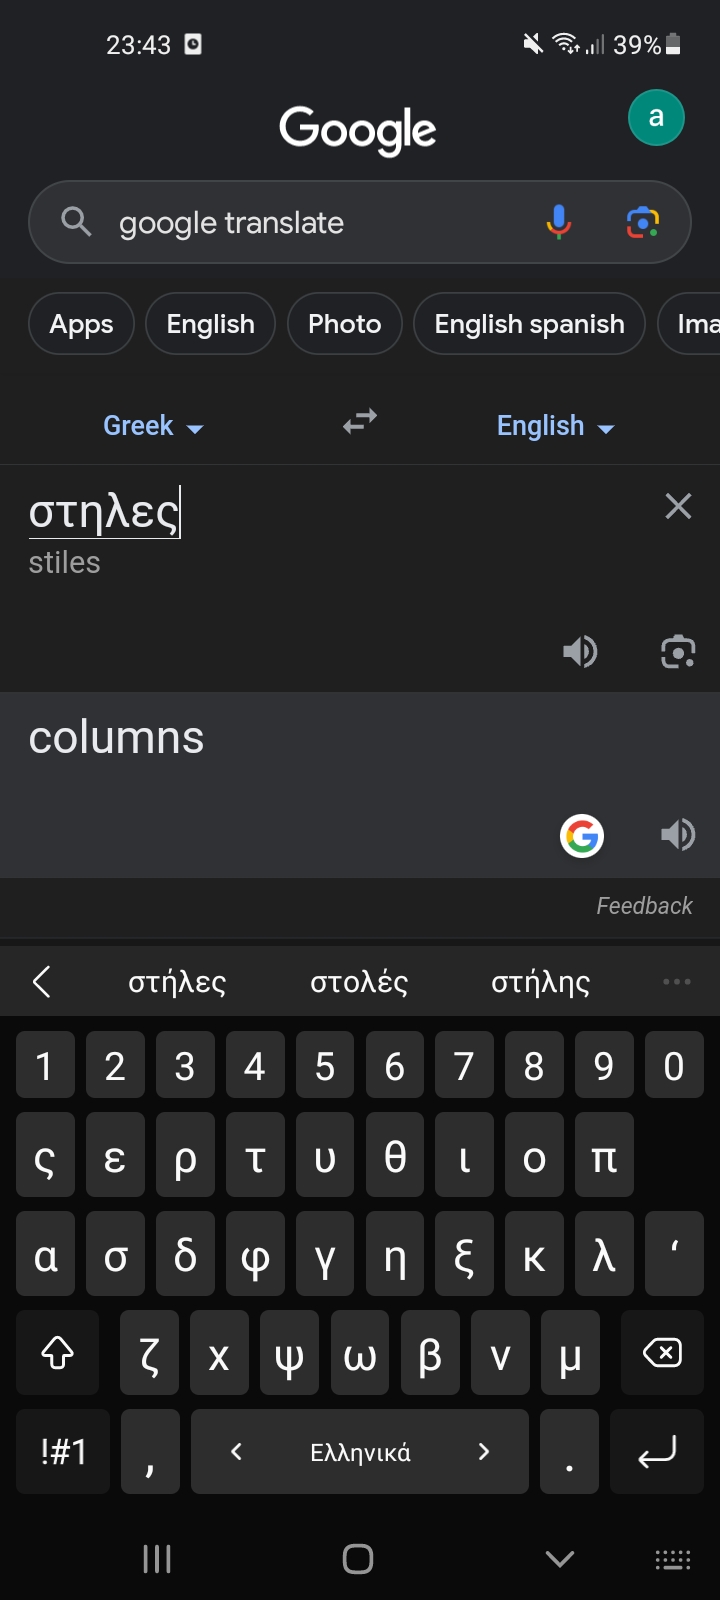 23:43 39%
Google
a
google translate
Apps English Photo English spanish Ima
Greek English
στηλες
stiles
columns
G
Feedback
στήλες στολές στήλης ...
1 2 3 4 5 6 7 8 9 0
ς ε ρ τ υ θ ι ο π
α σ δ φ γ η ξ κ λ ‘
ζ χ ψ ω β ν μ
!#1 , < Ελληνικά > .